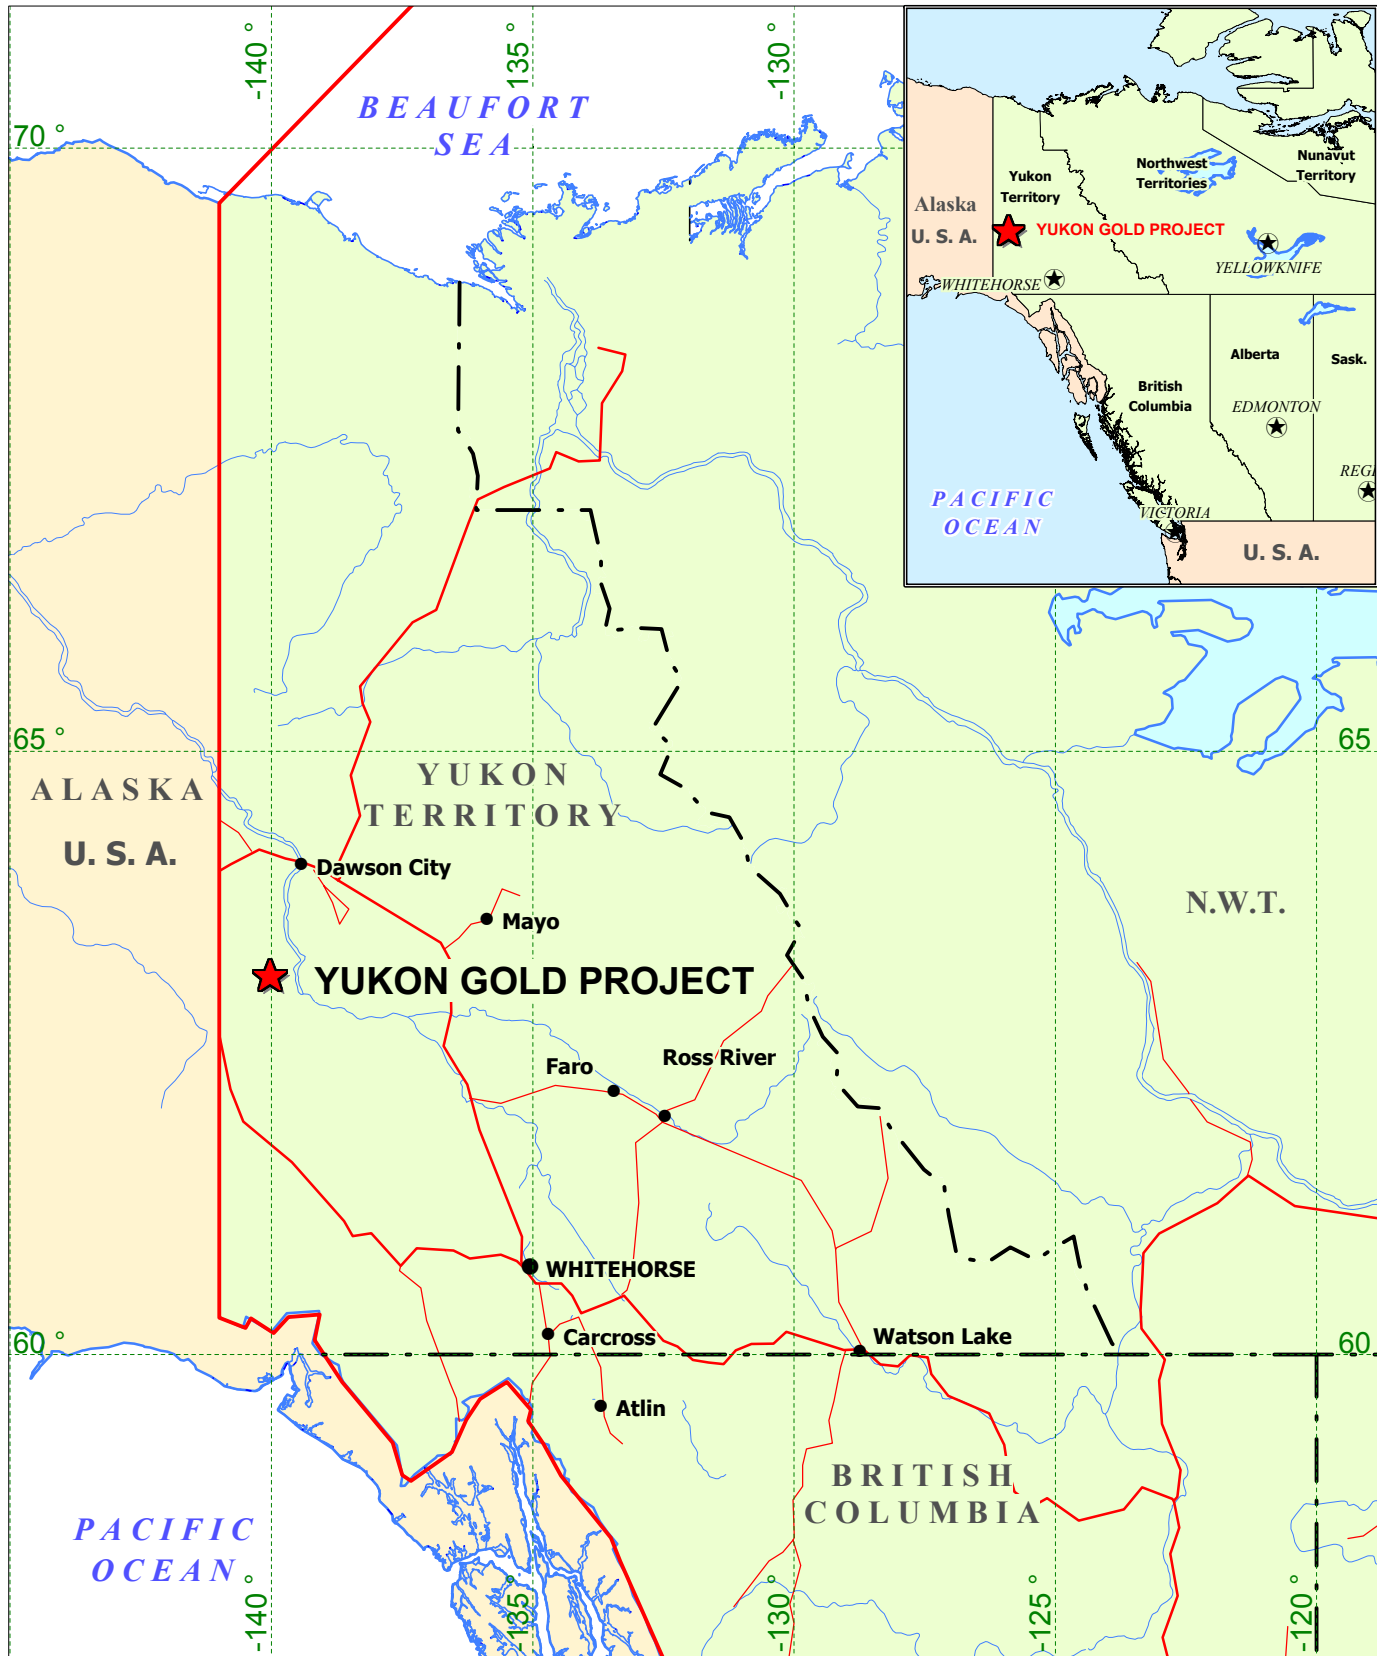 -140 °
-135 °
-130 °
BEAUFORT
SEA
70 °
Yukon
Territory
Northwest
Territories
Nunavut
Territory
Alaska
U. S. A.
YUKON GOLD PROJECT
YELLOWKNIFE
WHITEHORSE
Alberta
Sask.
British
Columbia
EDMONTON
REGI
PACIFIC
OCEAN
VICTORIA
U. S. A.
65 °
65
ALASKA
U. S. A.
YUKON
TERRITORY
Dawson City
Mayo
N.W.T.
YUKON GOLD PROJECT
Faro
Ross River
WHITEHORSE
Carcross
Watson Lake
60 °
60
Atlin
BRITISH
COLUMBIA
PACIFIC
OCEAN
-140 °
-135 °
-130 °
-125 °
-120 °